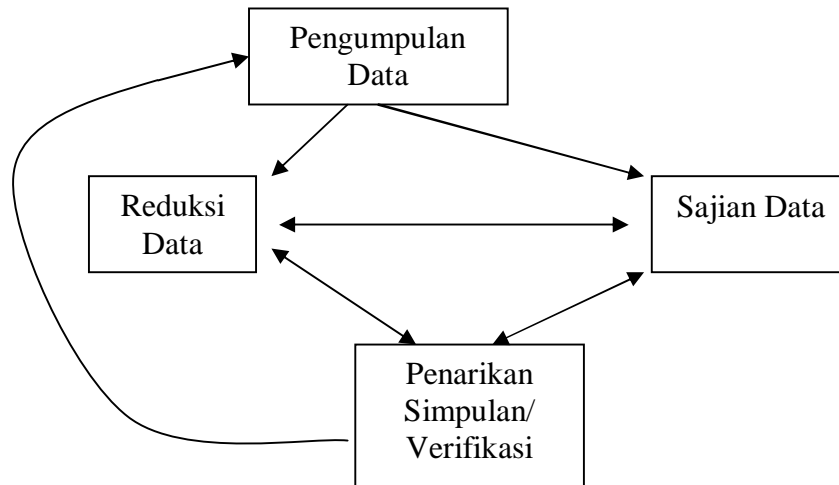 Pengumpulan
Data
Reduksi
Data
Sajian Data
Penarikan
Simpulan/
Verifikasi